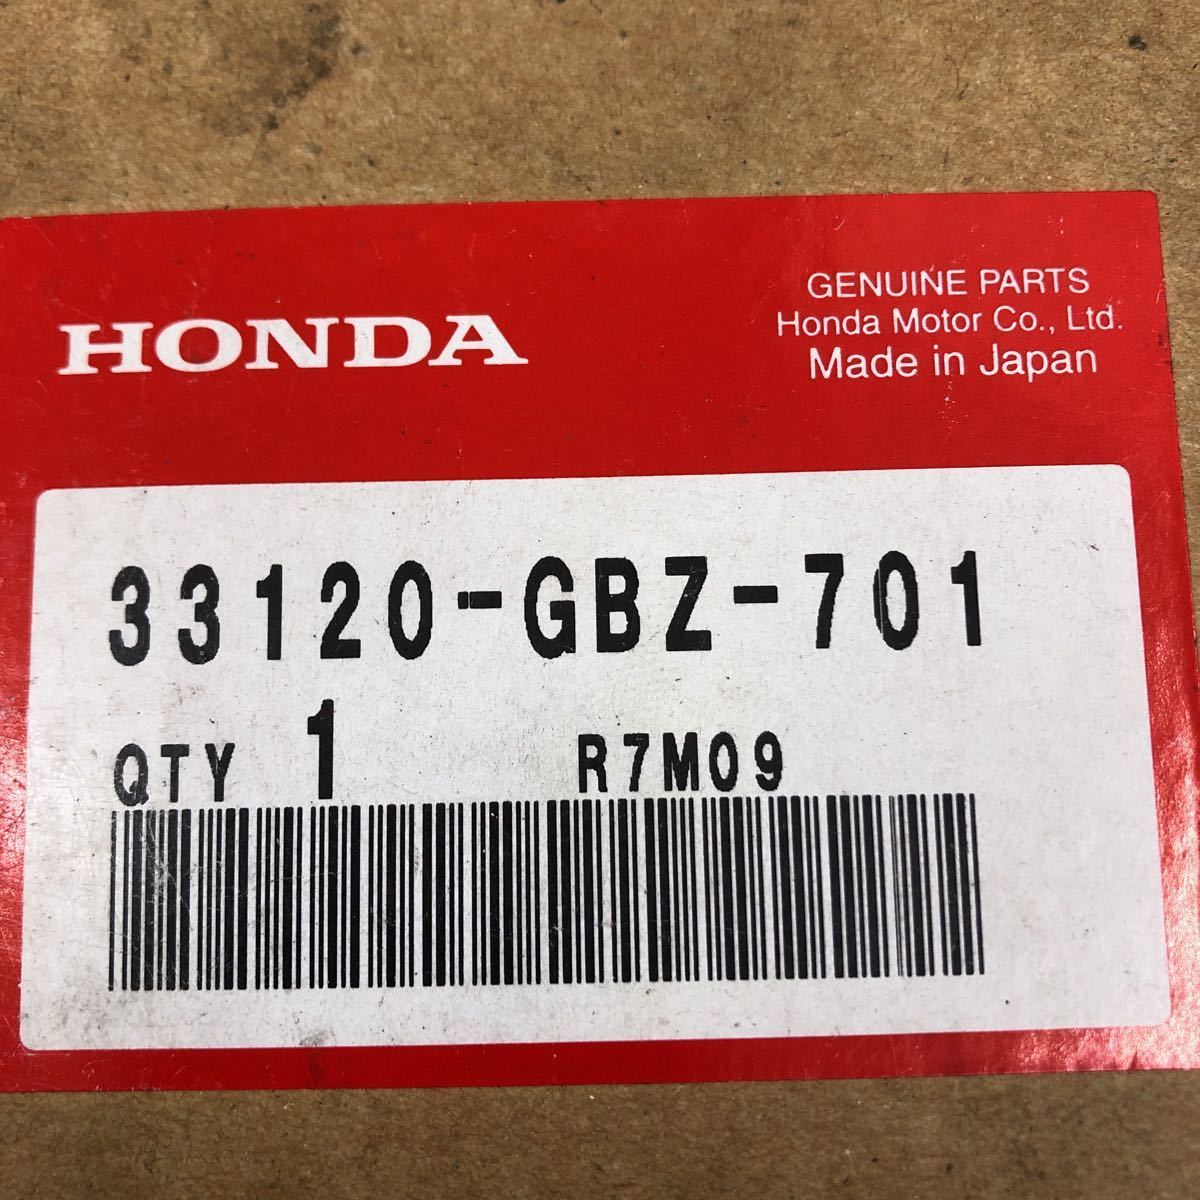 HONDA
GENUINE PARTS
Honda Motor Co., Ltd.
Made in Japan
33120-GBZ-701
QTY 1 R7M09